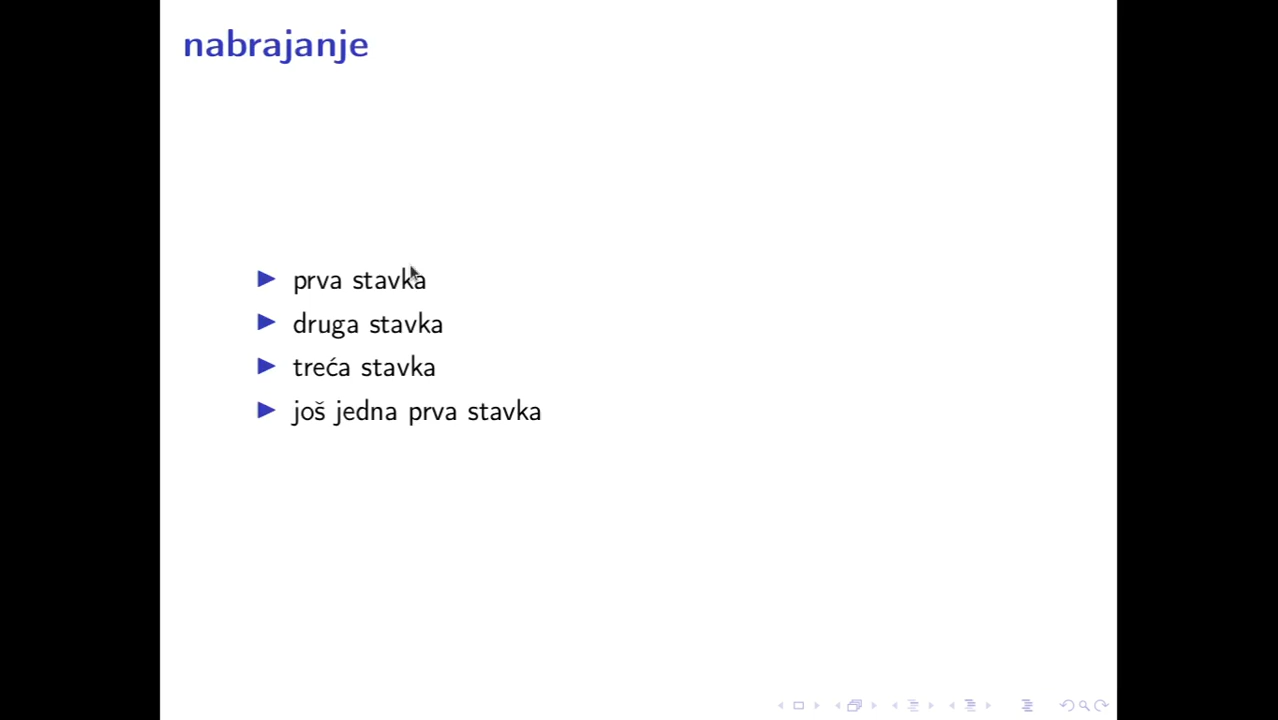 nabrajanje
prva stavka
druga stavka
treća stavka
još jedna prva stavka